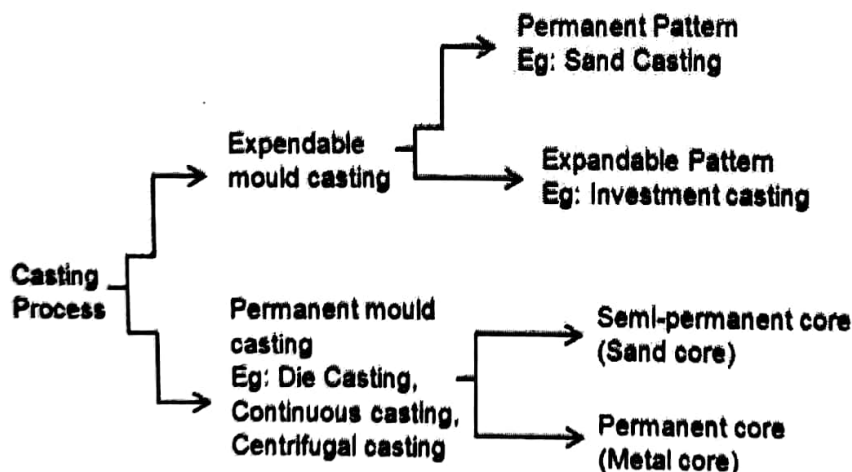 Permanent Pattern
Eg: Sand Casting
Expendable
mould casting
Expandable Pattern
Eg: Investment casting
Casting
Process
Permanent mould
casting
Eg: Die Casting,
Continuous casting,
Centrifugal casting
Semi-permanent core
(Sand core)
Permanent core
(Metal core)